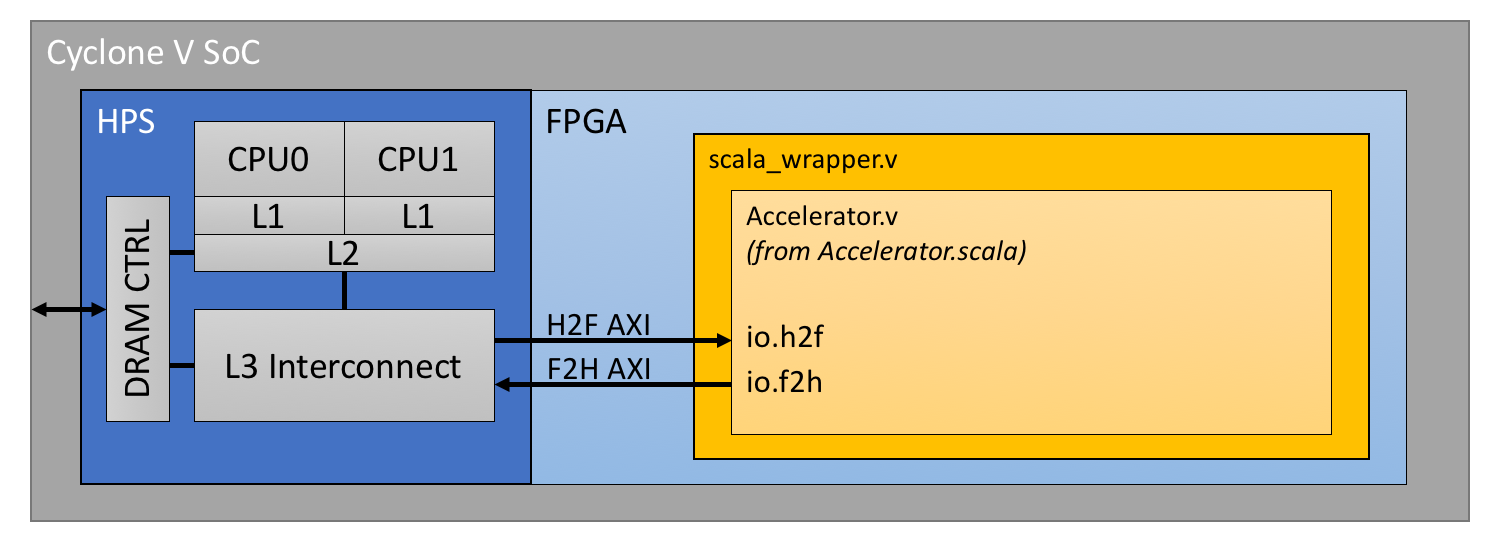 Cyclone V SoC
HPS
CPU0
CPU1
L1
L1
L2
DRAM CTRL
L3 Interconnect
FPGA
H2F AXI
F2H AXI
scala_wrapper.v
Accelerator.v
(from Accelerator.scala)
io.h2f
io.f2h